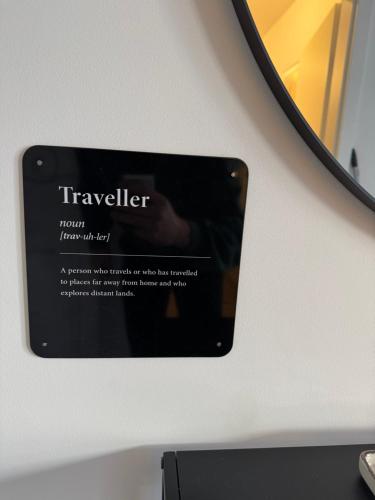 Traveller
noun
[trav-uh-ler]
A person who travels or who has travelled
to places far away from home and who
explores distant lands.